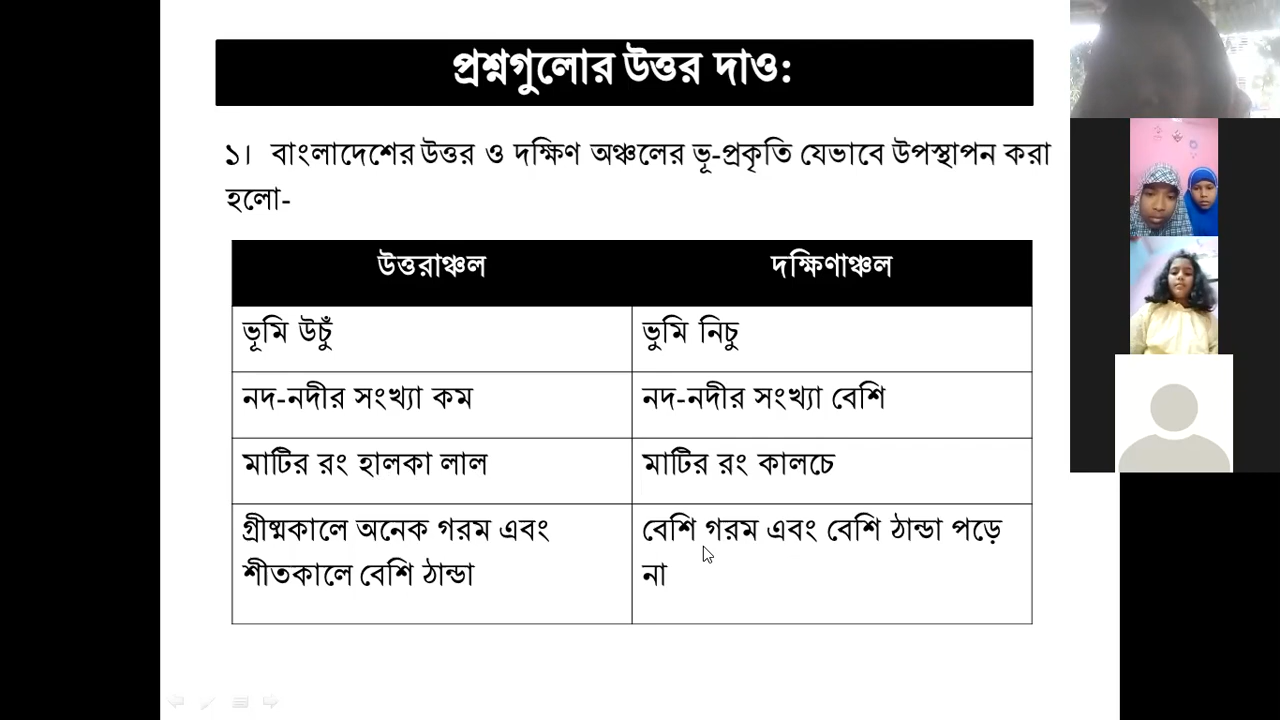 প্রশ্নগুলোর উত্তর দাও:
১। বাংলাদেশের উত্তর ও দক্ষিণ অঞ্চলের ভূ-প্রকৃতি যেভাবে উপস্থাপন করা
হলো-
উত্তরাঞ্চল দক্ষিণাঞ্চল
ভূমি উচুঁ ভুমি নিচু
নদ-নদীর সংখ্যা কম নদ-নদীর সংখ্যা বেশি
মাটির রং হালকা লাল মাটির রং কালচে
গ্রীষ্মকালে অনেক গরম এবং বেশি গরম এবং বেশি ঠান্ডা পড়ে
শীতকালে বেশি ঠান্ডা না